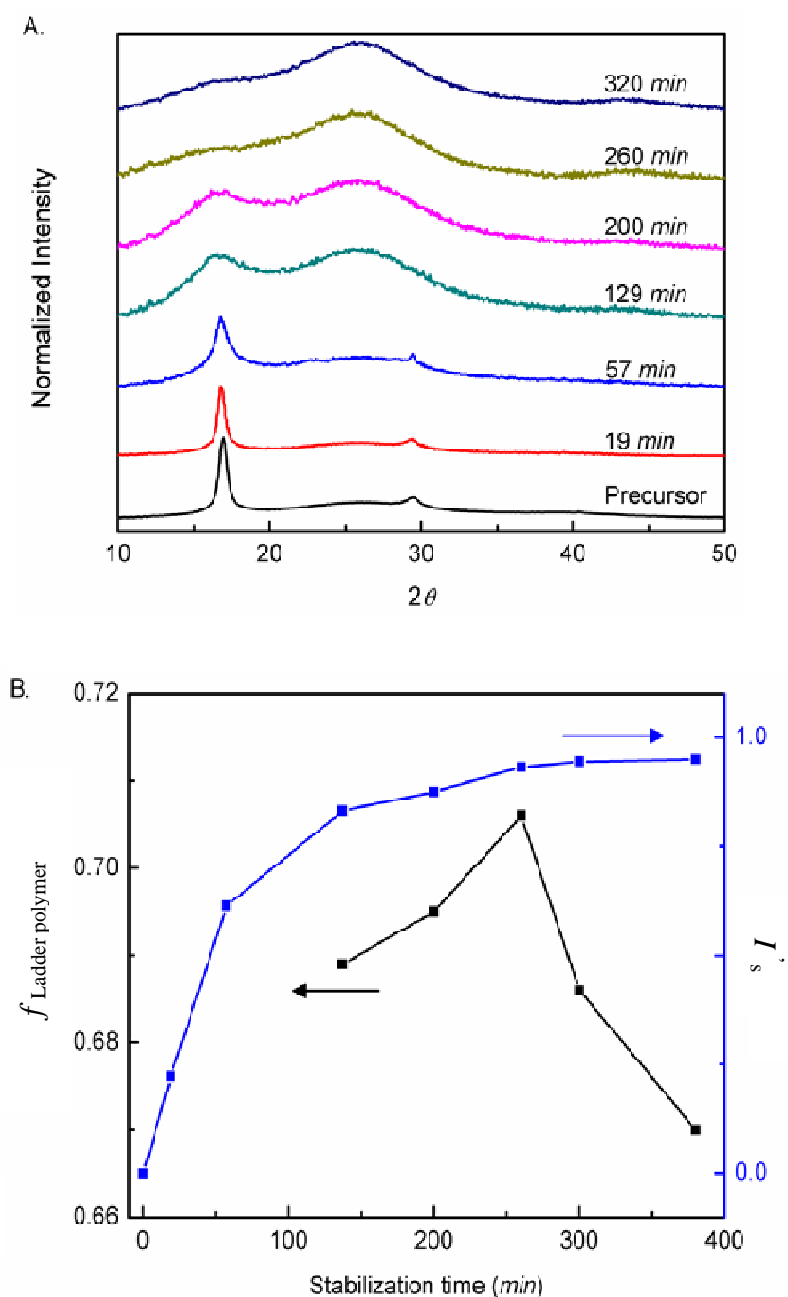 A.
Normalized Intensity
320 min
260 min
200 min
129 min
57 min
19 min
Precursor
10 20 30 40 50
2θ
B.
0.72
0.70
0.68
0.66
f Ladder polymer
1.0
0.0
I's
0 100 200 300 400
Stabilization time (min)